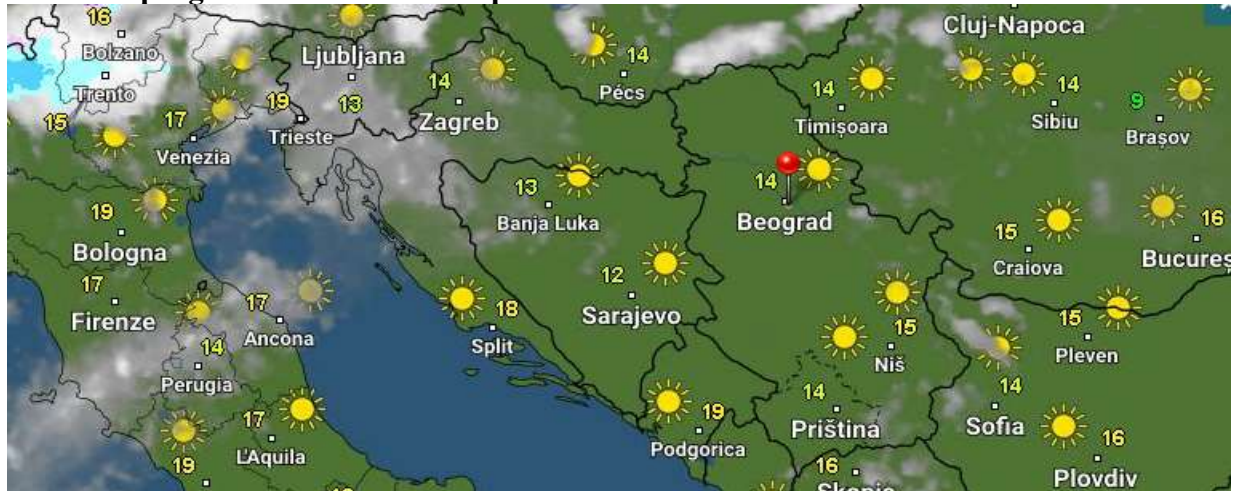 16
Bolzano
Trento
Ljubljana
13
14
Zagreb
14
Pécs
Cluj-Napoca
14
Timișoara
14
Sibiu
9
Brașov
15
17
Venezia
19
Trieste
19
Bologna
13
Banja Luka
14
Beograd
15
Craiova
16
Bucureș
17
Firenze
17
Ancona
18
Split
12
Sarajevo
15
Niš
15
Pleven
14
Perugia
17
L'Aquila
19
19
Podgorica
14
Priština
14
Sofia
16
16
Plovdiv